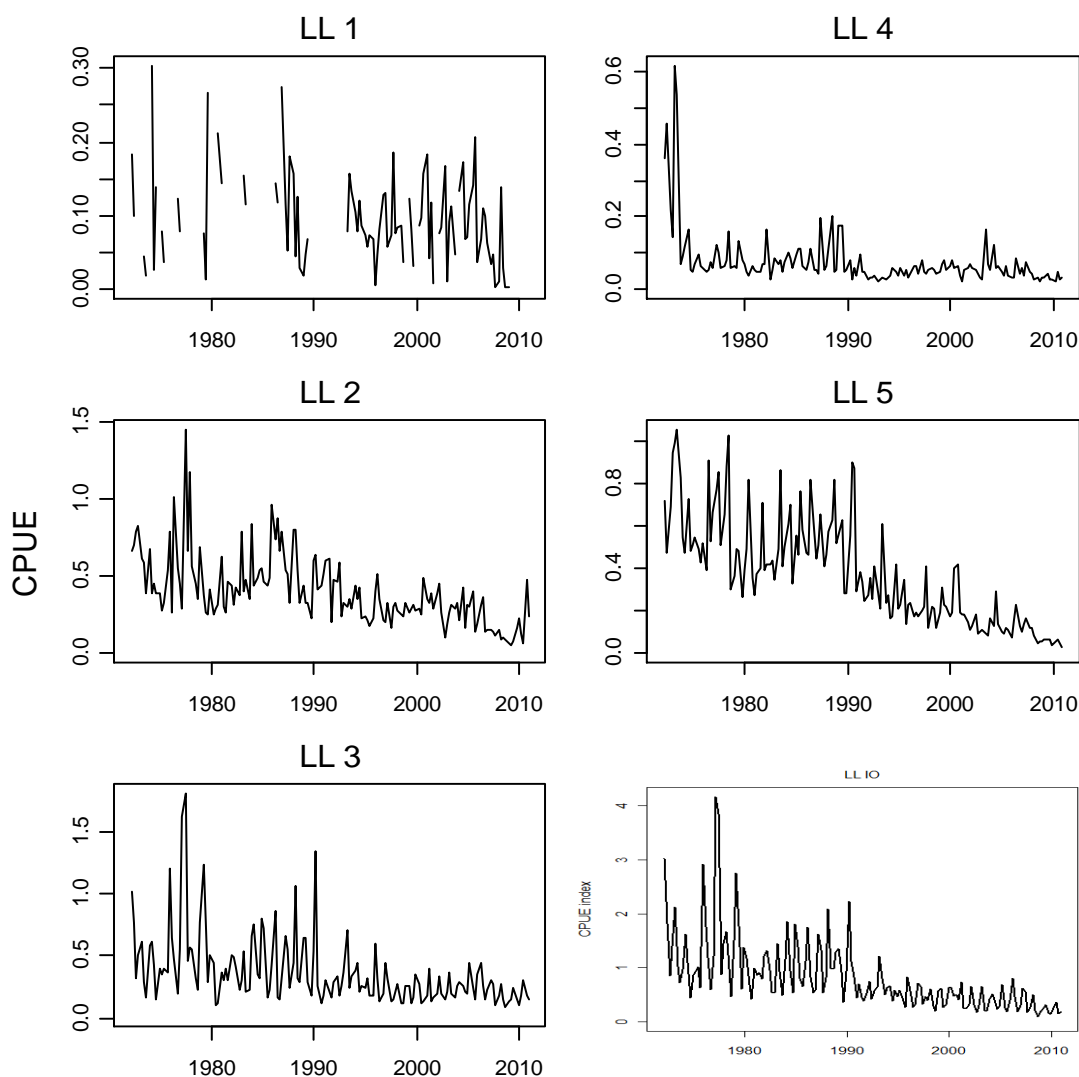 LL 1
0.00 0.10 0.20 0.30
1980 1990 2000 2010
LL 4
0.0 0.2 0.4 0.6
1980 1990 2000 2010
LL 2
0.0 0.5 1.0 1.5
1980 1990 2000 2010
LL 5
0.0 0.4 0.8
1980 1990 2000 2010
CPUE
LL 3
0.0 0.5 1.0 1.5
1980 1990 2000 2010
LL IO
CPUE index
0 1 2 3 4
1980 1990 2000 2010